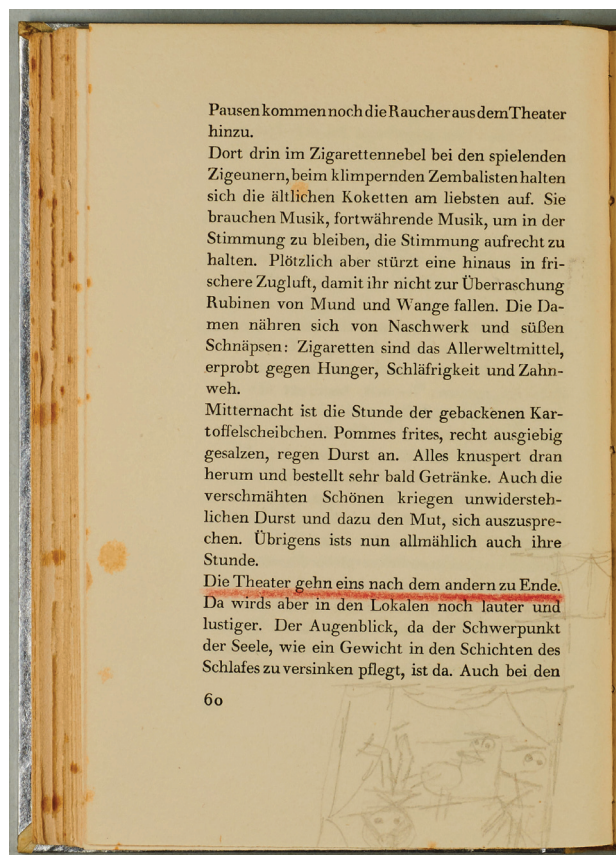 Pausen kommen noch die Raucher aus dem Theater
hinzu.
Dort drin im Zigarettennebel bei den spielenden
Zigeunern, beim klimpernden Zembalisten halten
sich die ältlichen Koketten am liebsten auf. Sie
brauchen Musik, fortwährende Musik, um in der
Stimmung zu bleiben, die Stimmung aufrecht zu
halten. Plötzlich aber stürzt eine hinaus in fri-
schere Zugluft, damit ihr nicht zur Überraschung
Rubinen von Mund und Wange fallen. Die Da-
men nähren sich von Naschwerk und süßen
Schnäpsen: Zigaretten sind das Allerweltmittel,
erprobt gegen Hunger, Schläfrigkeit und Zahn-
weh.
Mitternacht ist die Stunde der gebackenen Kar-
toffelscheibchen. Pommes frites, recht ausgiebig
gesalzen, regen Durst an. Alles knuspert dran
herum und bestellt sehr bald Getränke. Auch die
verschmähten Schönen kriegen unwidersteh-
lichen Durst und dazu den Mut, sich auszuspre-
chen. Übrigens ists nun allmählich auch ihre
Stunde.
Die Theater gehn eins nach dem andern zu Ende.
Da wirds aber in den Lokalen noch lauter und
lustiger. Der Augenblick, da der Schwerpunkt
der Seele, wie ein Gewicht in den Schichten des
Schlafes zu versinken pflegt, ist da. Auch bei den
60